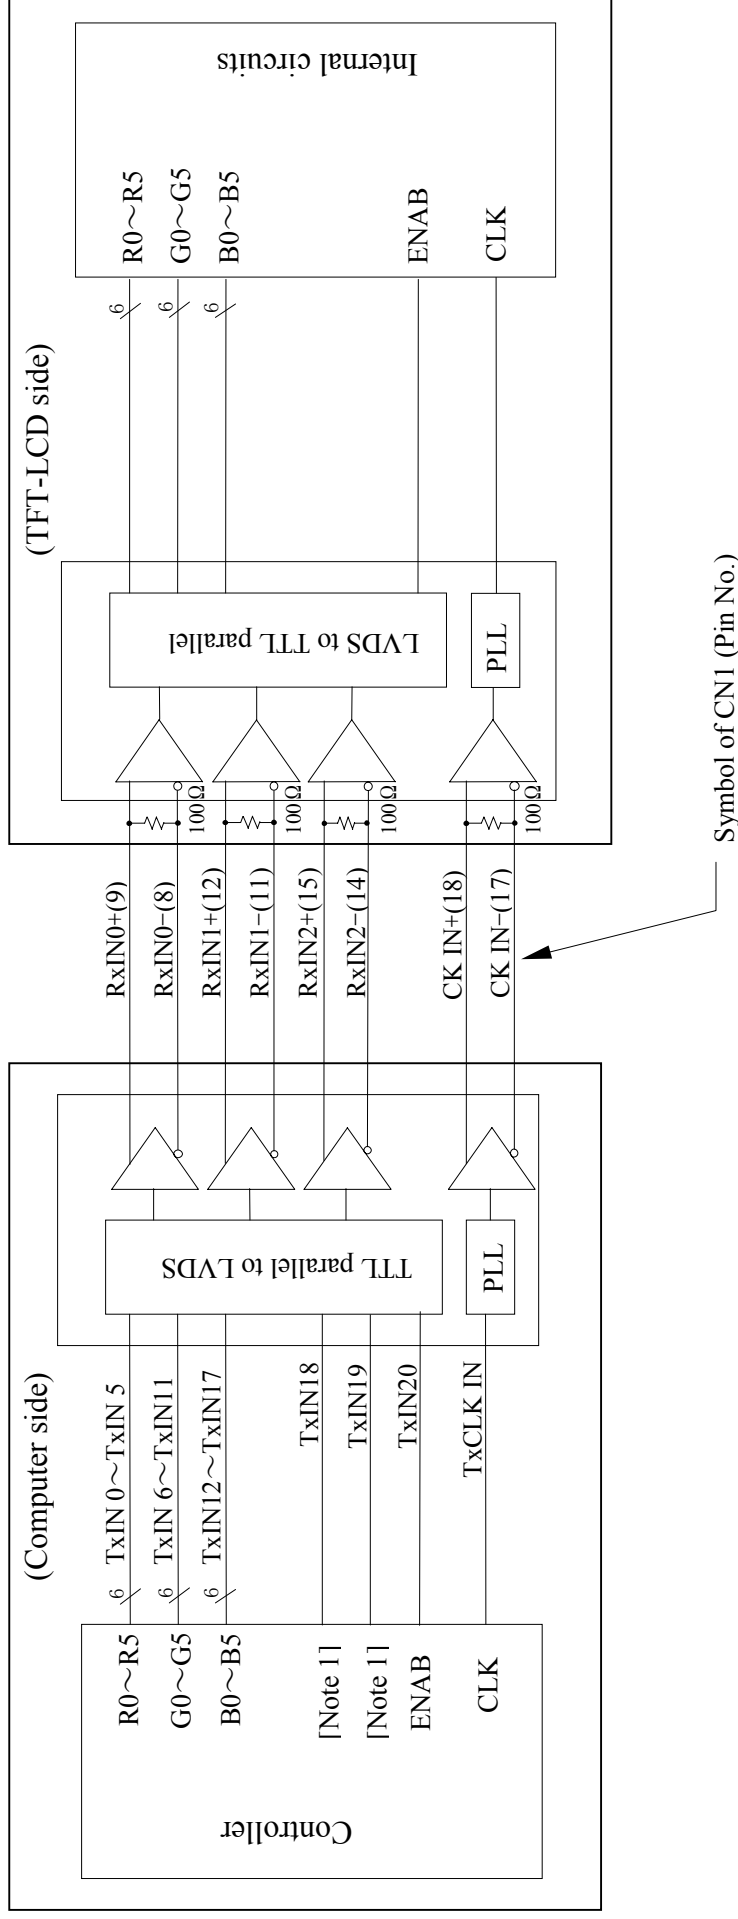 (Computer side)
Controller
R0～R5
G0～G5
B0～B5
[Note 1]
[Note 1]
ENAB
CLK
6
6
6
TxIN 0～TxIN 5
TxIN 6～TxIN11
TxIN12～TxIN17
TxIN18
TxIN19
TxIN20
TxCLK IN
TTL parallel to LVDS
PLL
RxIN0+(9)
RxIN0−(8)
RxIN1+(12)
RxIN1−(11)
RxIN2+(15)
RxIN2−(14)
CK IN+(18)
CK IN−(17)
Symbol of CN1 (Pin No.)
(TFT-LCD side)
100Ω
100Ω
100Ω
100Ω
LVDS to TTL parallel
PLL
6
6
6
R0～R5
G0～G5
B0～B5
ENAB
CLK
Internal circuits